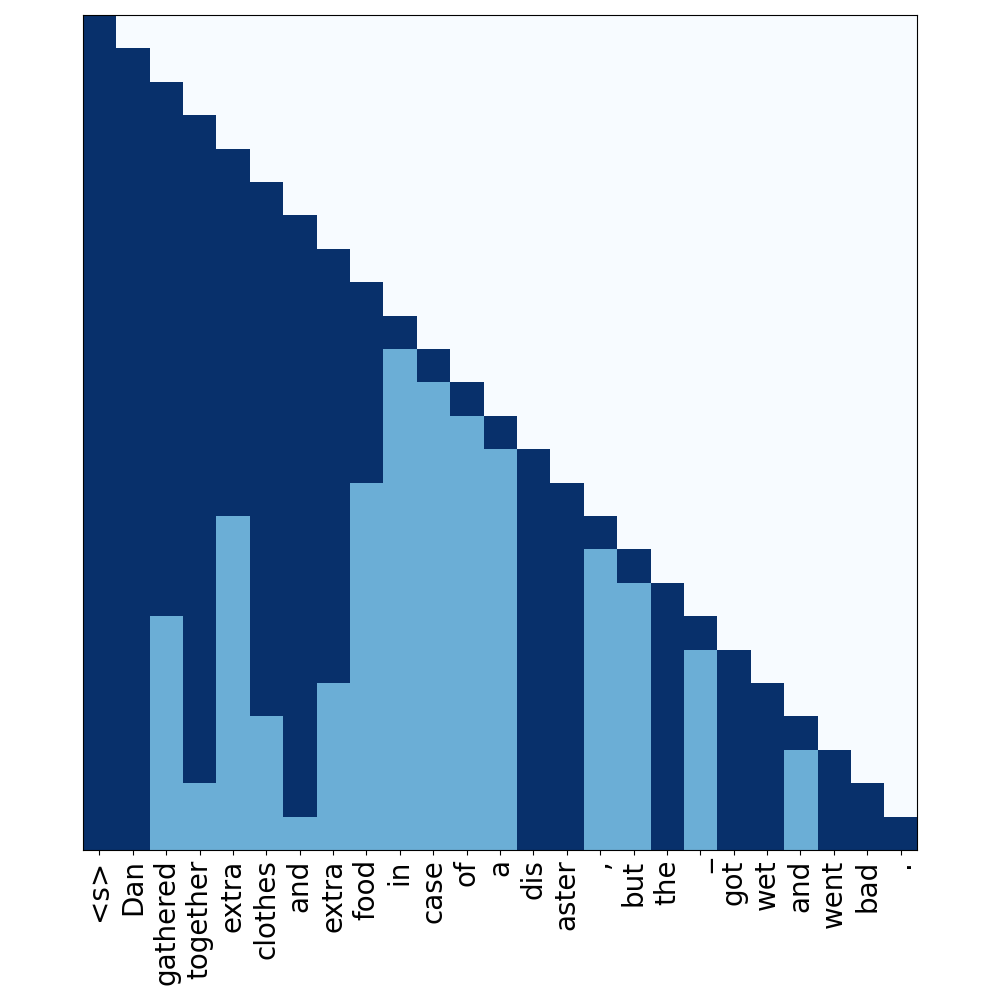 <s> Dan gathered together extra clothes and extra food in case of a dis aster , but the _ got wet and went bad .